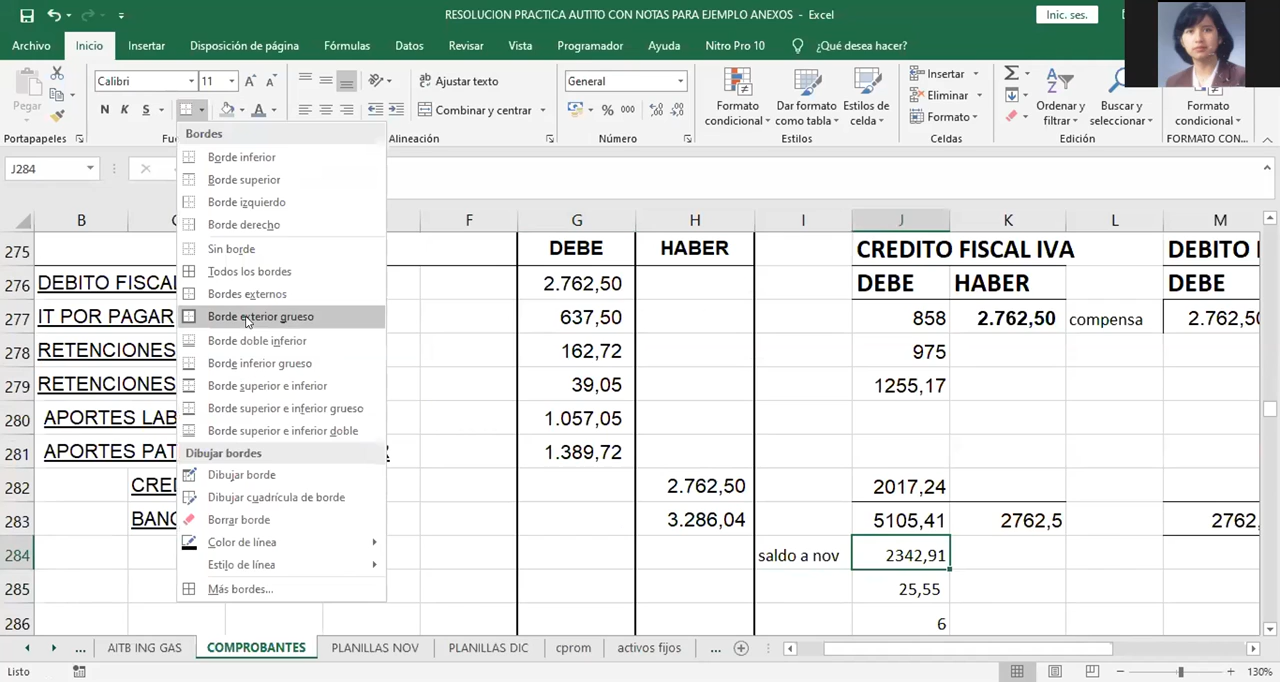 RESOLUCION PRACTICA AUTITO CON NOTAS PARA EJEMPLO ANEXOS - Excel
Inic. ses.
Archivo Inicio Insertar Disposición de página Fórmulas Datos Revisar Vista Programador Ayuda Nitro Pro 10 ¿Qué desea hacer?
Pegar
Calibri 11
N K S
Ajustar texto
Combinar y centrar
General
% 000
Formato condicional
Dar formato como tabla
Estilos de celda
Insertar
Eliminar
Formato
Ordenar y filtrar
Buscar y seleccionar
Formato condicional
Portapapeles Alineación Número Estilos Celdas Edición FORMATO CON...
J284
Bordes
Borde inferior
Borde superior
Borde izquierdo
Borde derecho
Sin borde
Todos los bordes
Bordes externos
Borde exterior grueso
Borde doble inferior
Borde inferior grueso
Borde superior e inferior
Borde superior e inferior grueso
Borde superior e inferior doble
Dibujar bordes
Dibujar borde
Dibujar cuadrícula de borde
Borrar borde
Color de línea
Estilo de línea
Más bordes...
B F G H I J K L M
275 DEBE HABER CREDITO FISCAL IVA DEBITO
276 DEBITO 2.762,50 DEBE HABER DEBE
277 IT POR PAGAR 637,50 858 2.762,50 compensa
278 RETENCIONES 162,72 975
279 RETENCIONES 39,05 1255,17
280 APORTES 1.057,05
281 APORTES 1.389,72
282 2.762,50 2017,24
283 3.286,04 5105,41 2762,5
284 saldo a nov 2342,91
285 25,55
286 6
... AITB ING GAS COMPROBANTES PLANILLAS NOV PLANILLAS DIC cprom activos fijos ...
Listo 130%